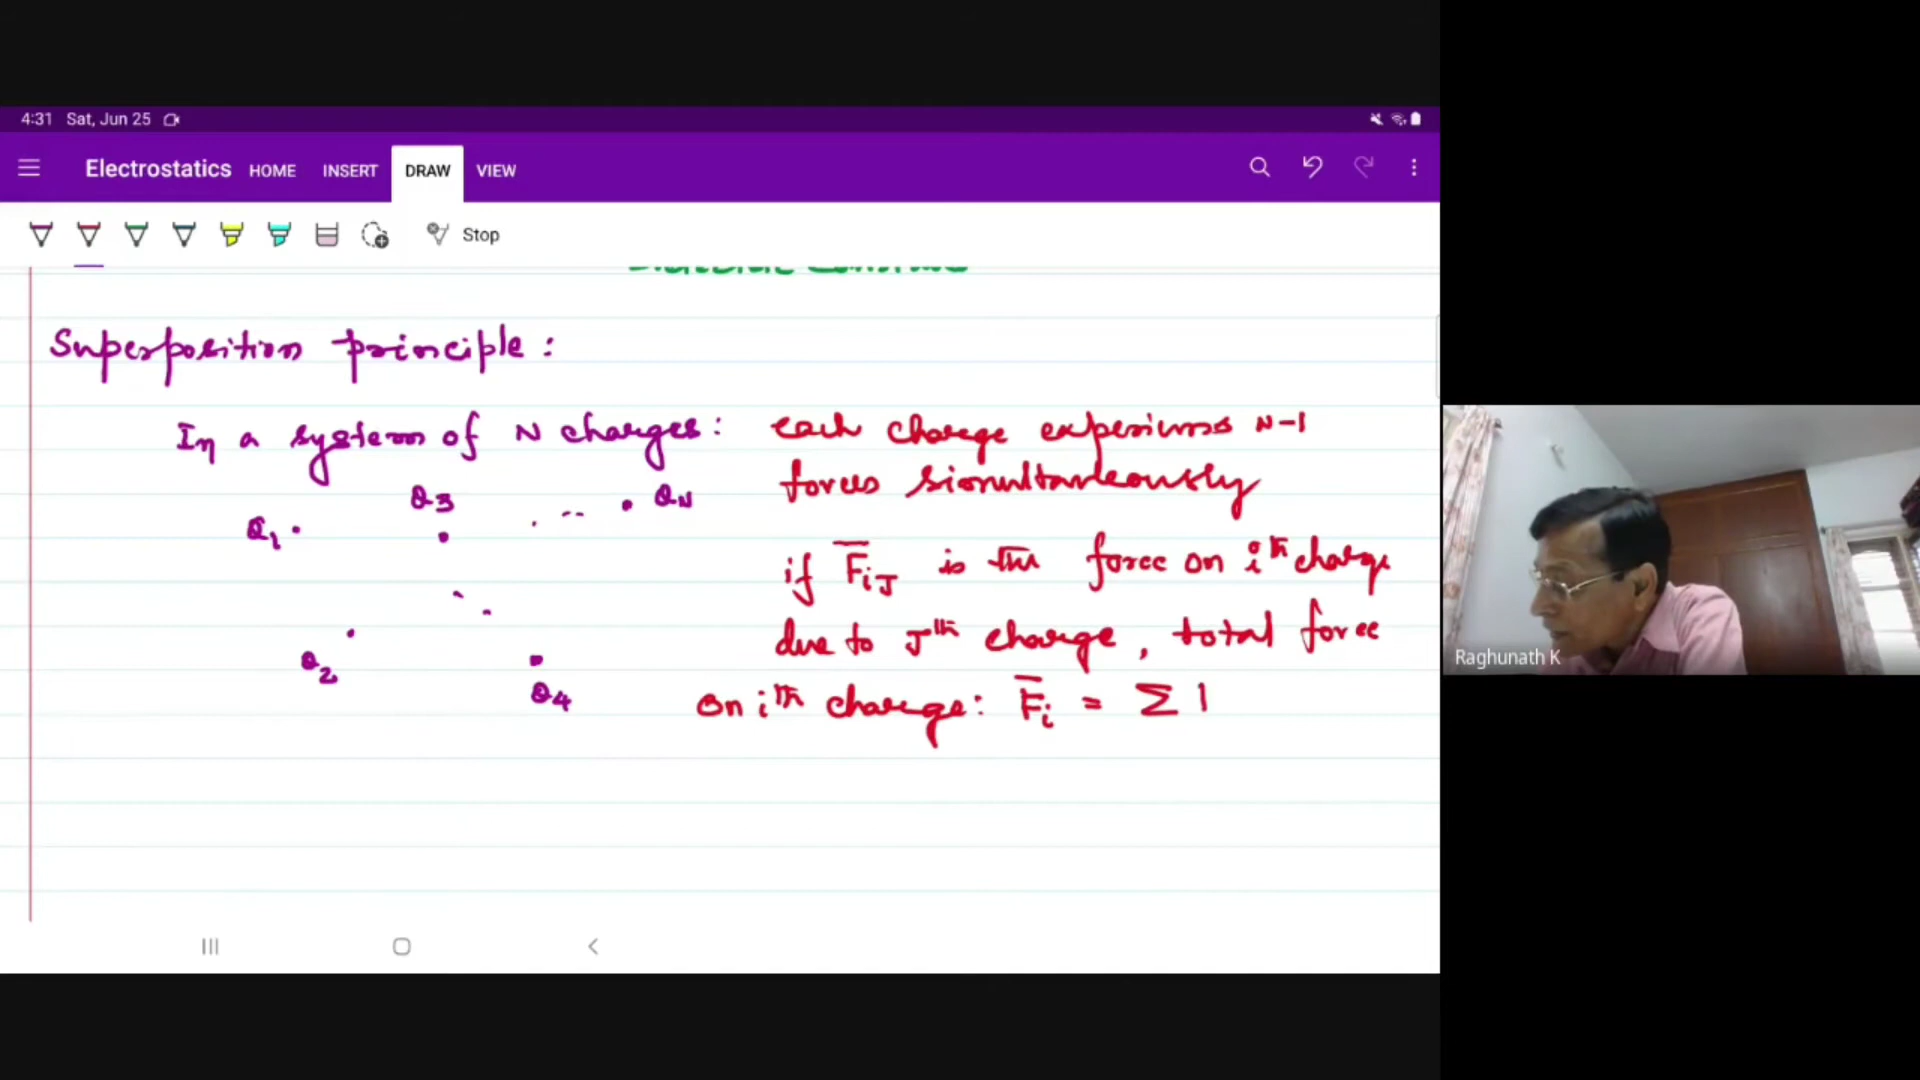 4:31 Sat, Jun 25
Electrostatics HOME INSERT DRAW VIEW
Stop
Superposition principle:
In a system of N charges: each charge experiences N-1
forces simultaneously
Q1 Q3 QN
if F̅iJ is the force on ith charge
due to Jth charge, total force
Q2 Q4
on ith charge: F̅i = Σ
Raghunath K